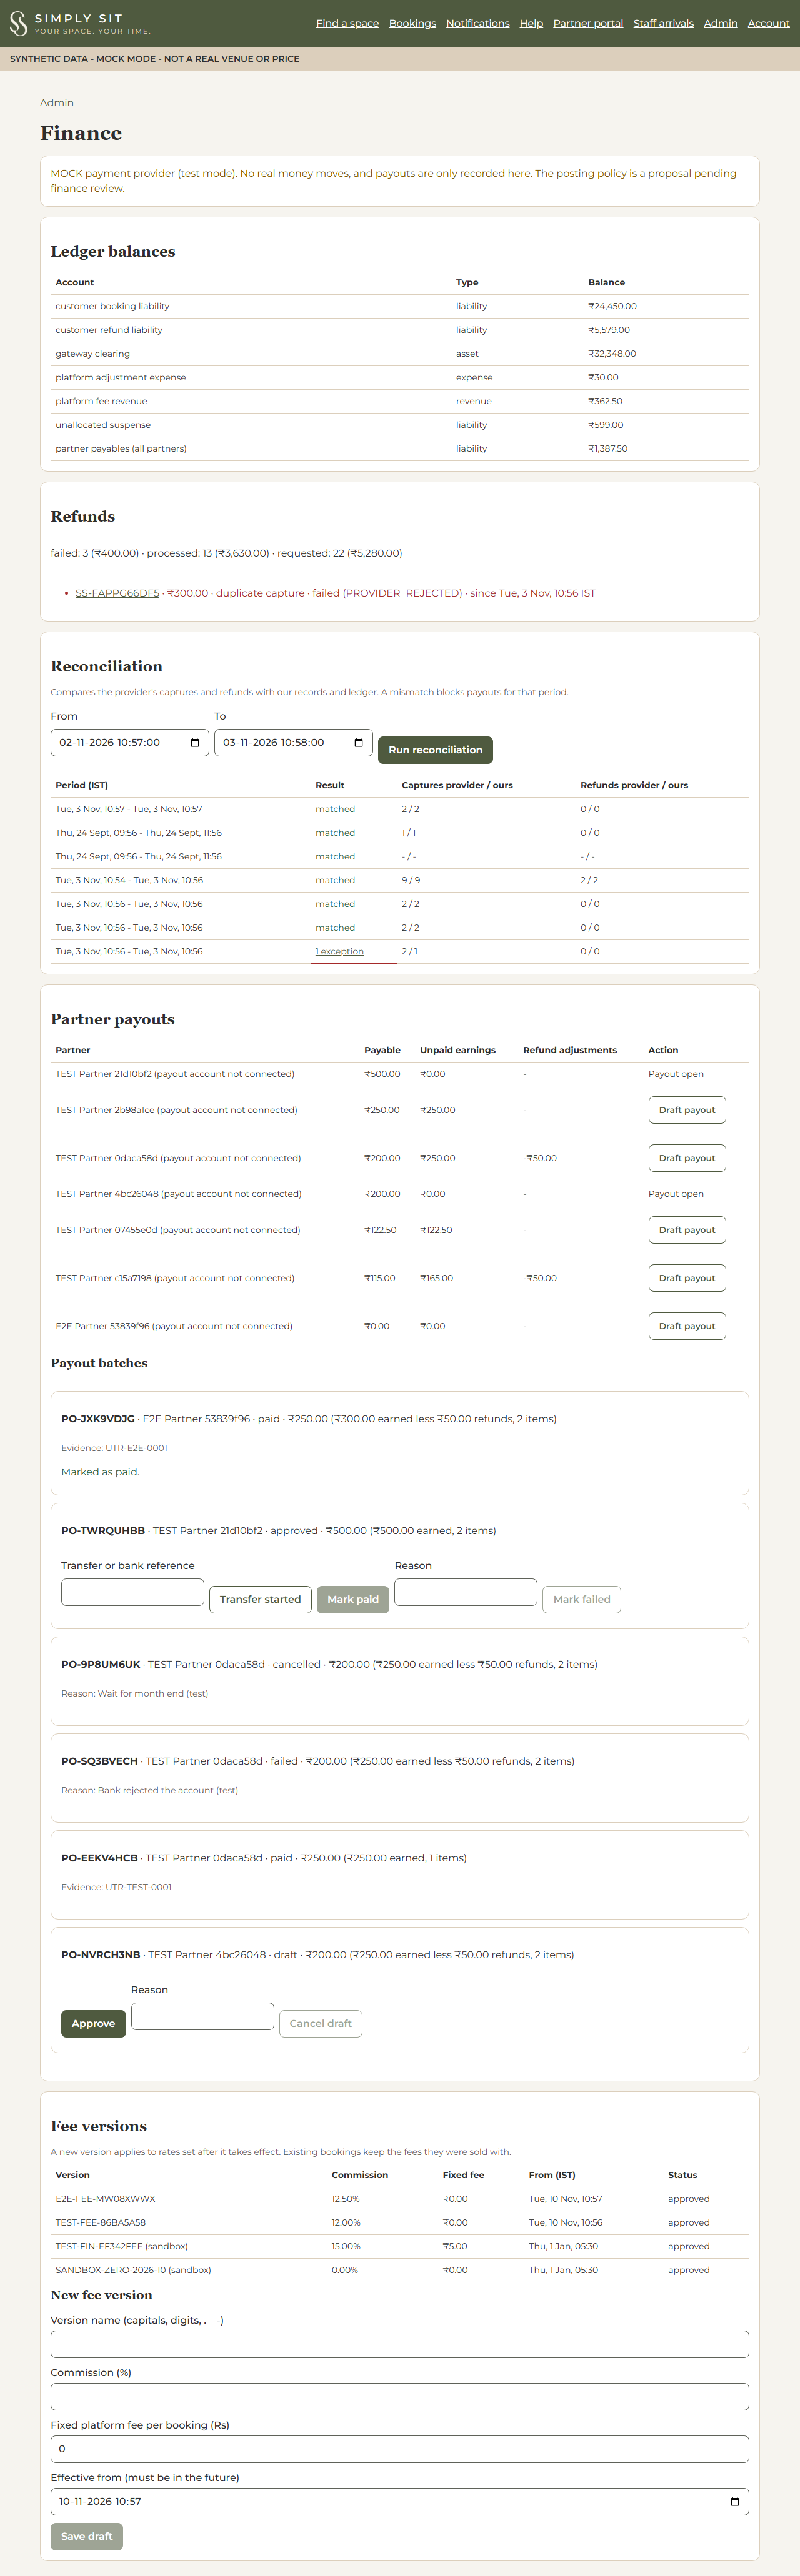 SIMPLY SIT
YOUR SPACE. YOUR TIME.
Find a space Bookings Notifications Help Partner portal Staff arrivals Admin Account
SYNTHETIC DATA - MOCK MODE - NOT A REAL VENUE OR PRICE
Admin
Finance
MOCK payment provider (test mode). No real money moves, and payouts are only recorded here. The posting policy is a proposal pending
finance review.
Ledger balances
Account Type Balance
customer booking liability liability ₹24,450.00
customer refund liability liability ₹5,579.00
gateway clearing asset ₹32,348.00
platform adjustment expense expense ₹30.00
platform fee revenue revenue ₹362.50
unallocated suspense liability ₹599.00
partner payables (all partners) liability ₹1,387.50
Refunds
failed: 3 (₹400.00) · processed: 13 (₹3,630.00) · requested: 22 (₹5,280.00)
• SS-FAPPG66DF5 · ₹300.00 · duplicate capture · failed (PROVIDER_REJECTED) · since Tue, 3 Nov, 10:56 IST
Reconciliation
Compares the provider's captures and refunds with our records and ledger. A mismatch blocks payouts for that period.
From To
02-11-2026 10:57:00 03-11-2026 10:58:00 Run reconciliation
Period (IST) Result Captures provider / ours Refunds provider / ours
Tue, 3 Nov, 10:57 - Tue, 3 Nov, 10:57 matched 2 / 2 0 / 0
Thu, 24 Sept, 09:56 - Thu, 24 Sept, 11:56 matched 1 / 1 0 / 0
Thu, 24 Sept, 09:56 - Thu, 24 Sept, 11:56 matched - / - - / -
Tue, 3 Nov, 10:54 - Tue, 3 Nov, 10:56 matched 9 / 9 2 / 2
Tue, 3 Nov, 10:56 - Tue, 3 Nov, 10:56 matched 2 / 2 0 / 0
Tue, 3 Nov, 10:56 - Tue, 3 Nov, 10:56 matched 2 / 2 0 / 0
Tue, 3 Nov, 10:56 - Tue, 3 Nov, 10:56 1 exception 2 / 1 0 / 0
Partner payouts
Partner Payable Unpaid earnings Refund adjustments Action
TEST Partner 21d10bf2 (payout account not connected) ₹500.00 ₹0.00 - Payout open
TEST Partner 2b98a1ce (payout account not connected) ₹250.00 ₹250.00 - Draft payout
TEST Partner 0daca58d (payout account not connected) ₹200.00 ₹250.00 -₹50.00 Draft payout
TEST Partner 4bc26048 (payout account not connected) ₹200.00 ₹0.00 - Payout open
TEST Partner 07455e0d (payout account not connected) ₹122.50 ₹122.50 - Draft payout
TEST Partner c15a7198 (payout account not connected) ₹115.00 ₹165.00 -₹50.00 Draft payout
E2E Partner 53839f96 (payout account not connected) ₹0.00 ₹0.00 - Draft payout
Payout batches
PO-JXK9VDJG · E2E Partner 53839f96 · paid · ₹250.00 (₹300.00 earned less ₹50.00 refunds, 2 items)
Evidence: UTR-E2E-0001
Marked as paid.
PO-TWRQUHBB · TEST Partner 21d10bf2 · approved · ₹500.00 (₹500.00 earned, 2 items)
Transfer or bank reference Reason
Transfer started Mark paid Mark failed
PO-9P8UM6UK · TEST Partner 0daca58d · cancelled · ₹200.00 (₹250.00 earned less ₹50.00 refunds, 2 items)
Reason: Wait for month end (test)
PO-SQ3BVECH · TEST Partner 0daca58d · failed · ₹200.00 (₹250.00 earned less ₹50.00 refunds, 2 items)
Reason: Bank rejected the account (test)
PO-EEKV4HCB · TEST Partner 0daca58d · paid · ₹250.00 (₹250.00 earned, 1 items)
Evidence: UTR-TEST-0001
PO-NVRCH3NB · TEST Partner 4bc26048 · draft · ₹200.00 (₹250.00 earned less ₹50.00 refunds, 2 items)
Reason
Approve Cancel draft
Fee versions
A new version applies to rates set after it takes effect. Existing bookings keep the fees they were sold with.
Version Commission Fixed fee From (IST) Status
E2E-FEE-MW08XWWX 12.50% ₹0.00 Tue, 10 Nov, 10:57 approved
TEST-FEE-86BA5A58 12.00% ₹0.00 Tue, 10 Nov, 10:56 approved
TEST-FIN-EF342FEE (sandbox) 15.00% ₹5.00 Thu, 1 Jan, 05:30 approved
SANDBOX-ZERO-2026-10 (sandbox) 0.00% ₹0.00 Thu, 1 Jan, 05:30 approved
New fee version
Version name (capitals, digits, . _ -)
Commission (%)
Fixed platform fee per booking (Rs)
0
Effective from (must be in the future)
10-11-2026 10:57
Save draft